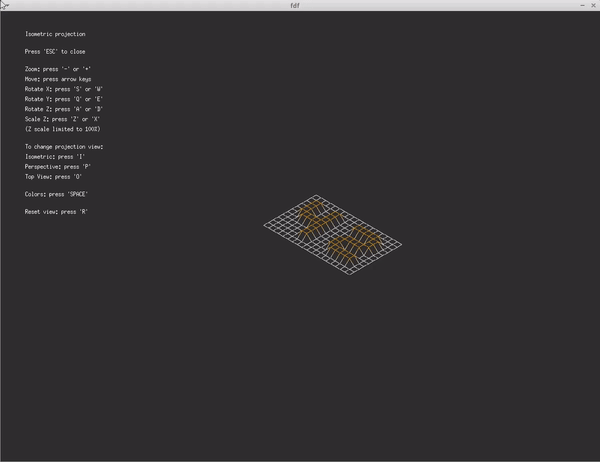 fdf
Isometric projection
Press 'ESC' to close
Zoom: press '-' or '+'
Move: press arrow keys
Rotate X: press 'S' or 'W'
Rotate Y: press 'Q' or 'E'
Rotate Z: press 'A' or 'D'
Scale Z: press 'Z' or 'X'
(Z scale limited to 100%)
To change projection view:
Isometric: press 'I'
Perspective: press 'P'
Top View: press 'O'
Colors: press 'SPACE'
Reset view: press 'R'
42